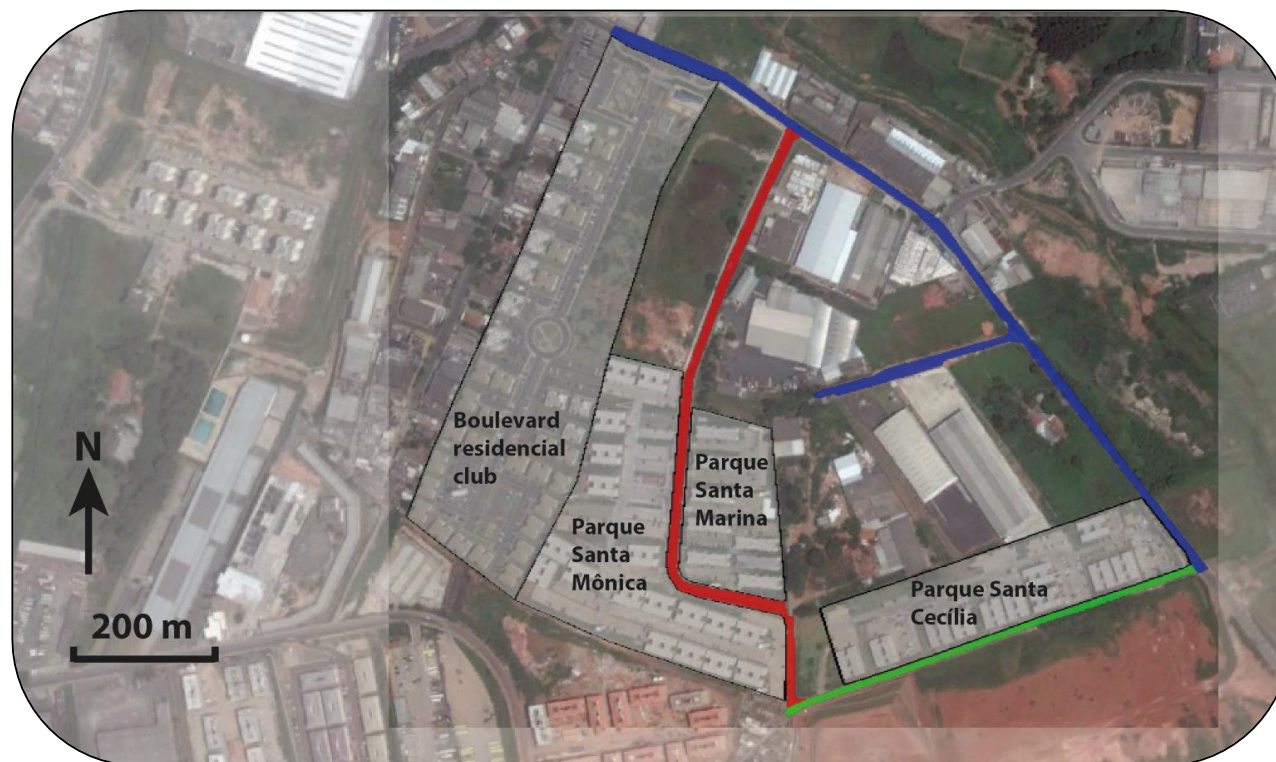 Boulevard
residencial
club
Parque
Santa
Marina
Parque
Santa
Mônica
Parque Santa
Cecília
N
200 m